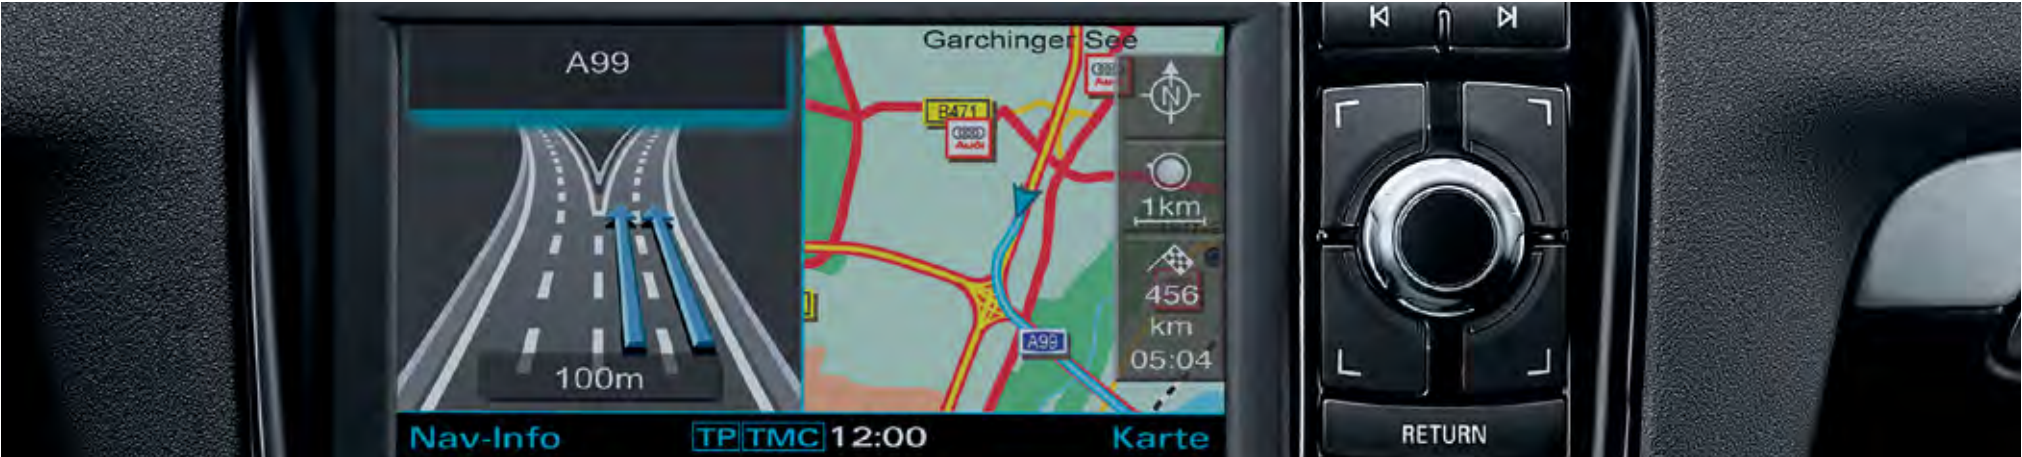 A99
100m
Nav-Info
TP TMC 12:00
Karte
Garchinger See
B471
Audi
N
1km
456
km
05:04
A99
RETURN